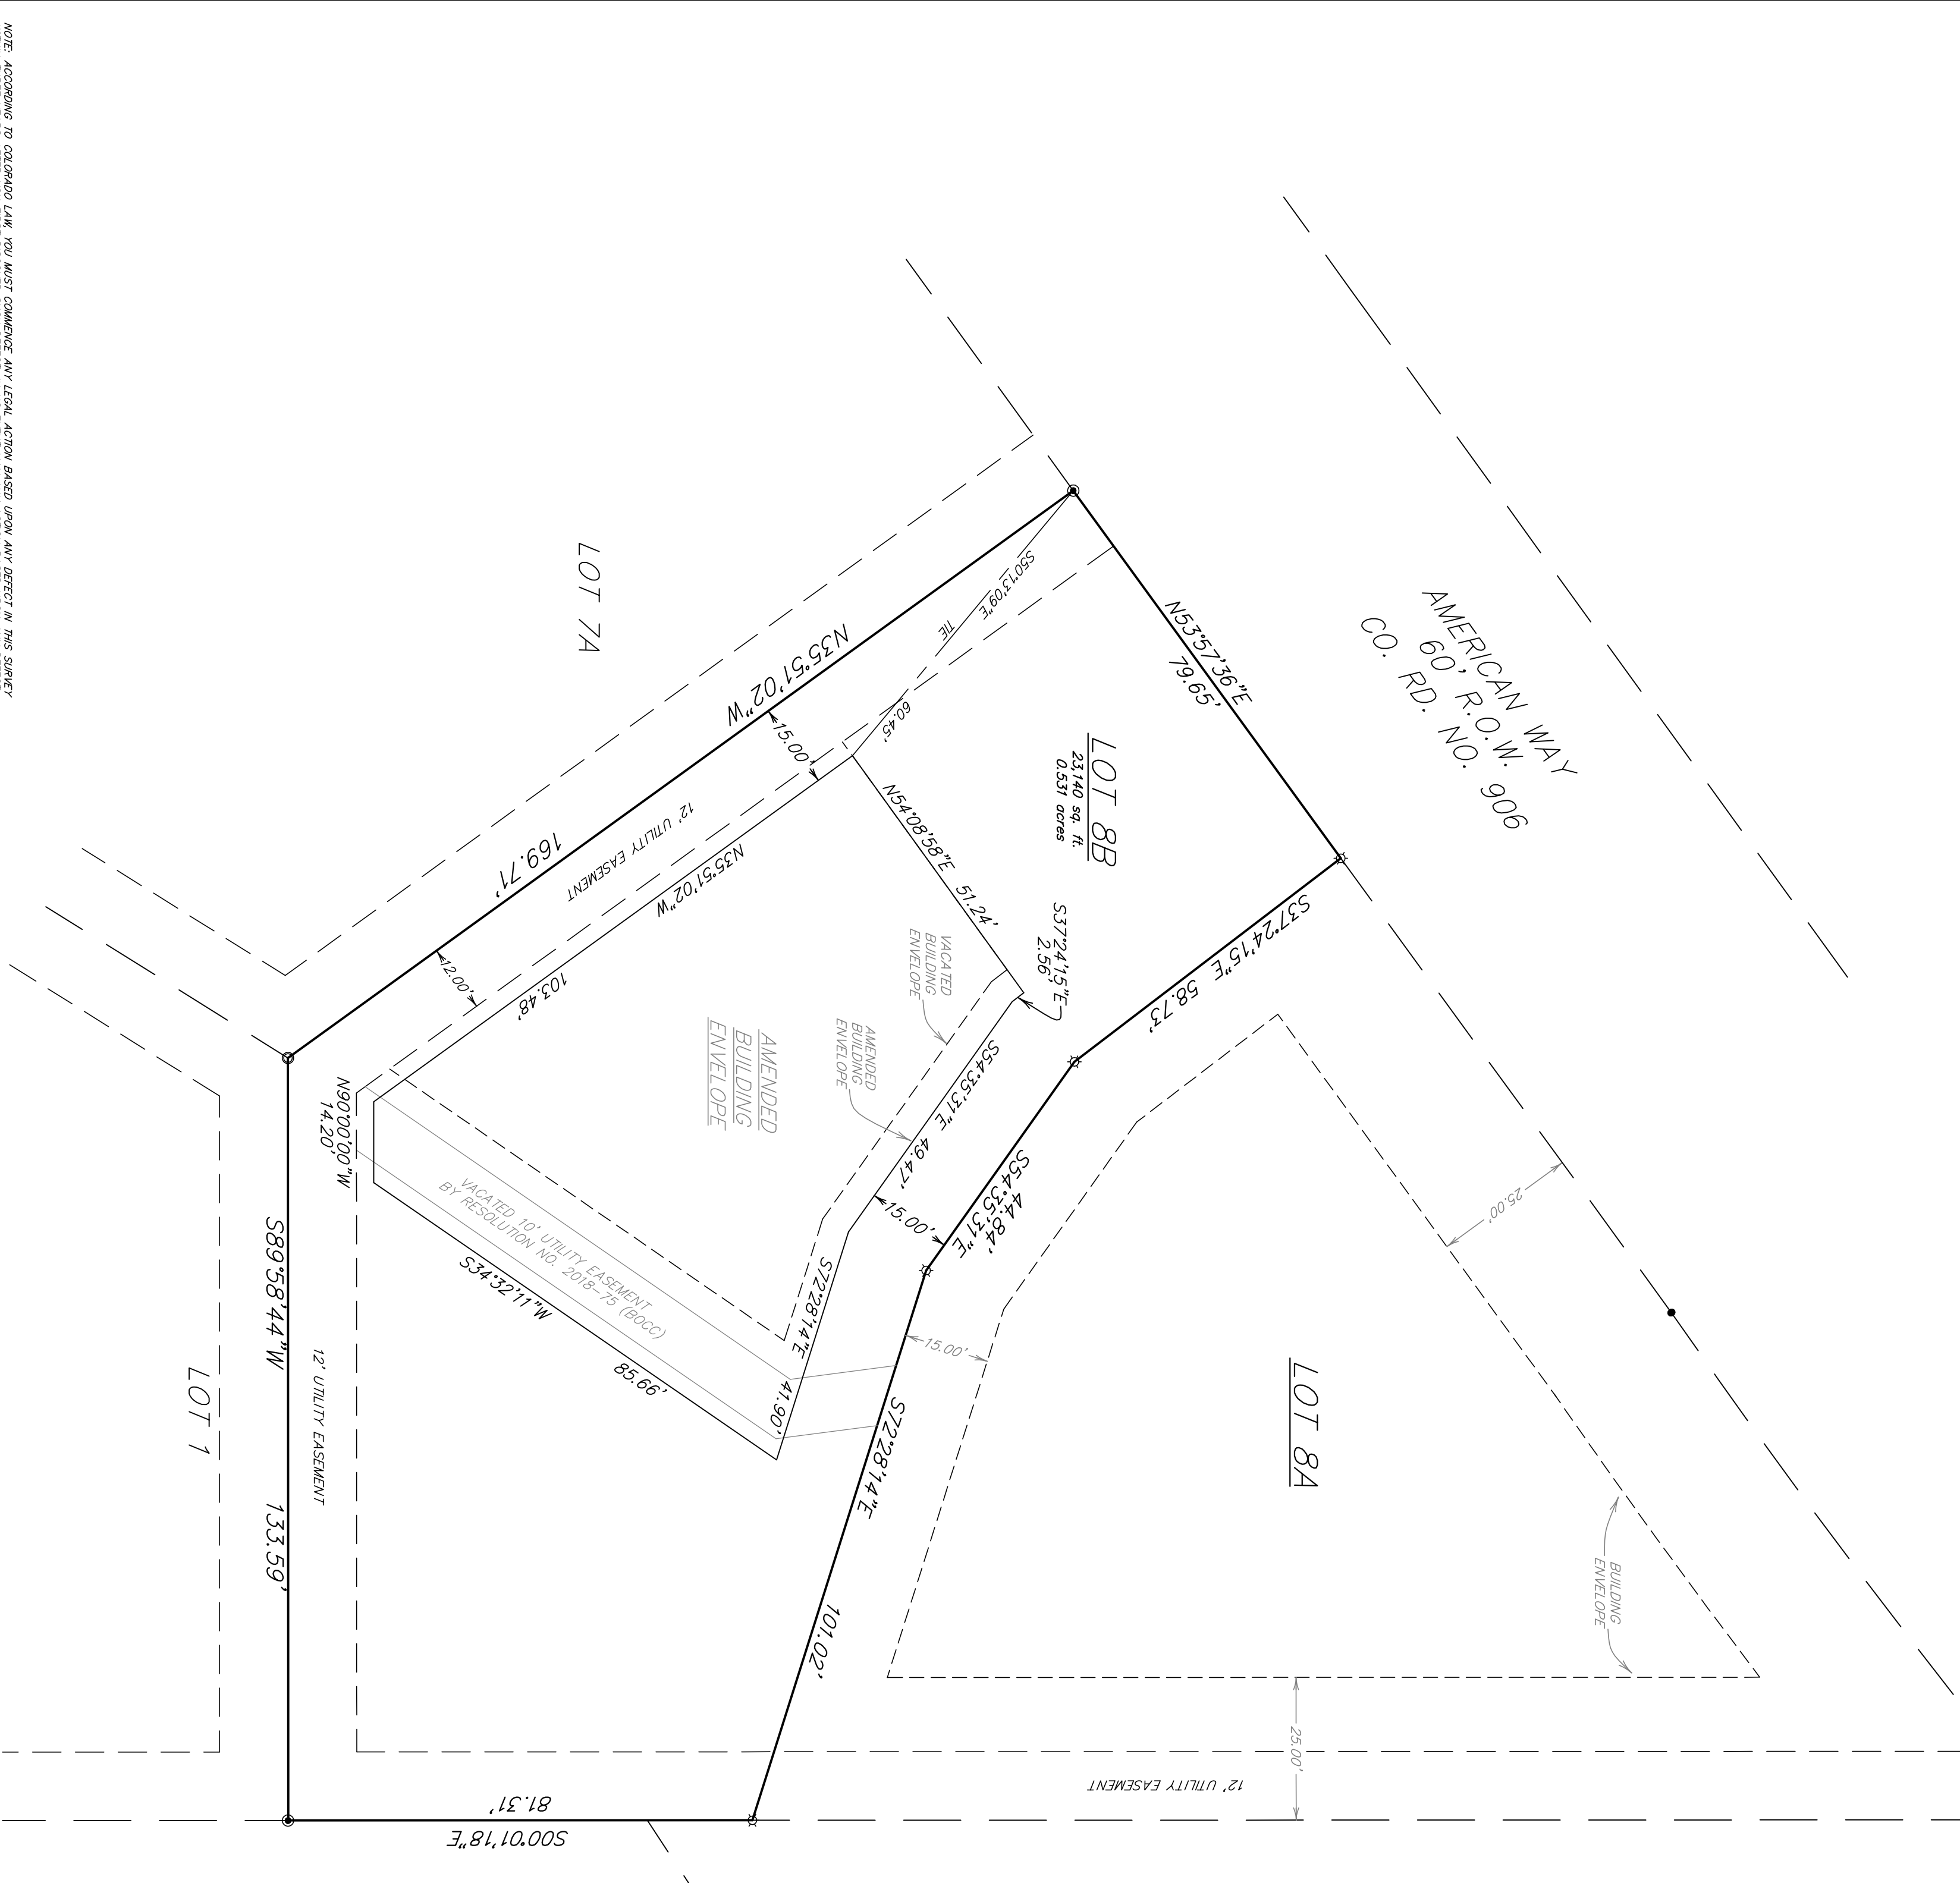 NOTE: ACCORDING TO COLORADO LAW, YOU MUST COMMENCE ANY LEGAL ACTION BASED UPON ANY DEFECT IN THIS SURVEY
AMERICAN WAY
60' R.O.W.
CO. RD. NO. 906
N53°57'36"E
79.65'
LOT 8B
23,140 sq. ft.
0.531 acres
S37°24'15"E 58.73'
S50°13'09"E
TIE
60.45'
N35°51'02"W
169.71'
15.00'
12' UTILITY EASEMENT
N35°51'02"W
103.48'
12.00'
N54°08'58"E 51.24'
S37°24'15"E
2.56'
VACATED
BUILDING
ENVELOPE
AMENDED
BUILDING
ENVELOPE
AMENDED
BUILDING
ENVELOPE
S54°35'31"E 49.47'
15.00'
44.84'
S54°35'31"E
S72°28'14"E 41.90'
15.00'
S72°28'14"E
101.02'
LOT 7A
N90°00'00"W
14.20'
VACATED 10' UTILITY EASEMENT
BY RESOLUTION NO. 2018-75 (BOCC)
S34°32'11"W
85.66'
S89°58'44"W 133.59'
12' UTILITY EASEMENT
LOT 1
81.31'
S00°01'18"E
LOT 8A
25.00'
BUILDING
ENVELOPE
25.00'
12' UTILITY EASEMENT